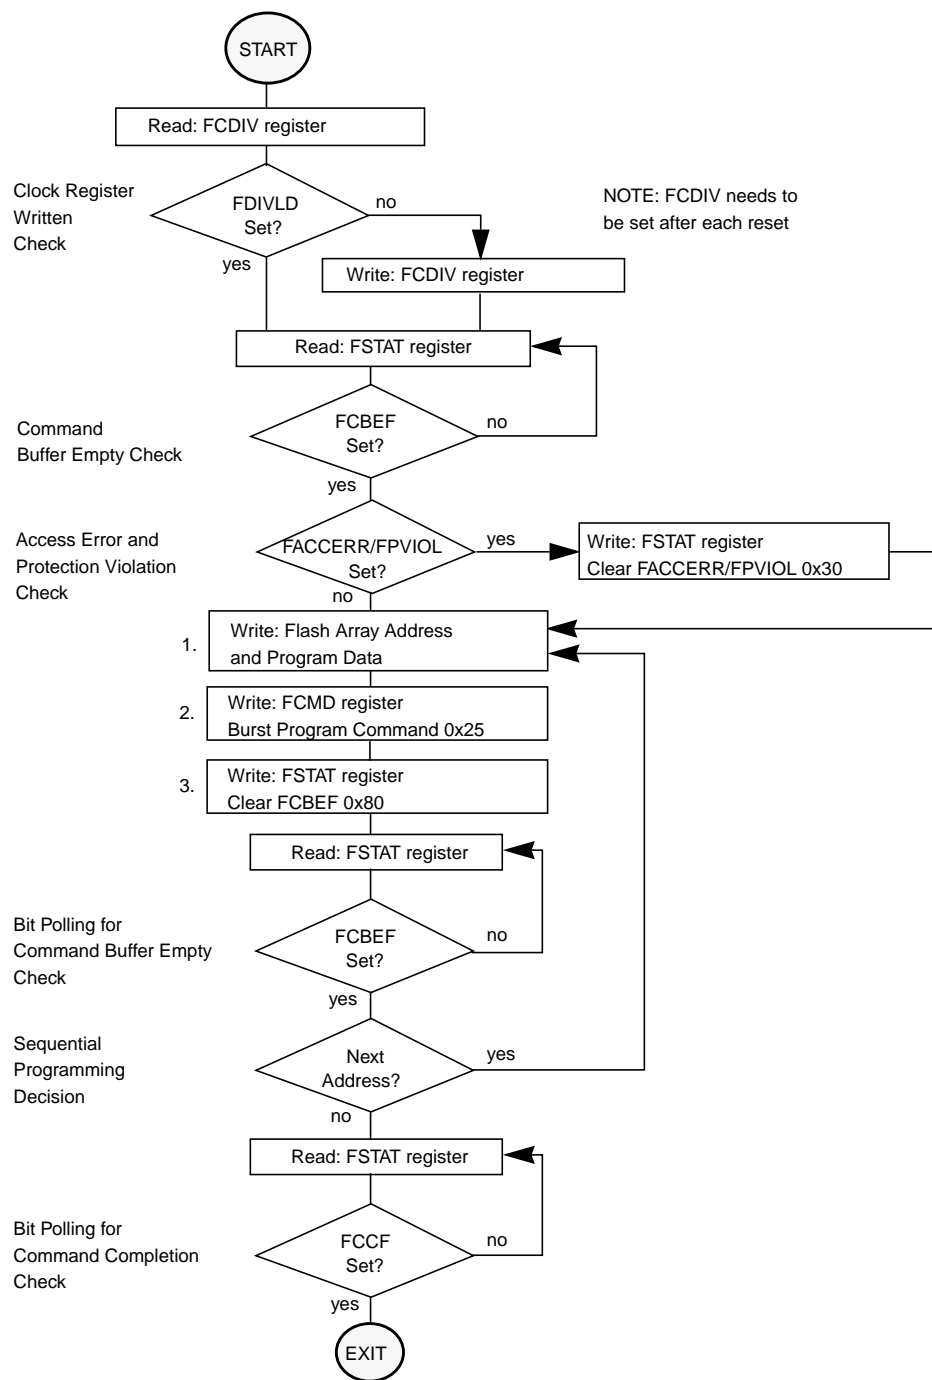 START
Read: FCDIV register
Clock Register
Written
Check
FDIVLD
Set?
no
yes
NOTE: FCDIV needs to
be set after each reset
Write: FCDIV register
Read: FSTAT register
Command
Buffer Empty Check
FCBEF
Set?
no
yes
Access Error and
Protection Violation
Check
FACCERR/FPVIOL
Set?
yes
no
Write: FSTAT register
Clear FACCERR/FPVIOL 0x30
1.
Write: Flash Array Address
and Program Data
2.
Write: FCMD register
Burst Program Command 0x25
3.
Write: FSTAT register
Clear FCBEF 0x80
Read: FSTAT register
Bit Polling for
Command Buffer Empty
Check
FCBEF
Set?
no
yes
Sequential
Programming
Decision
Next
Address?
yes
no
Read: FSTAT register
Bit Polling for
Command Completion
Check
FCCF
Set?
no
yes
EXIT